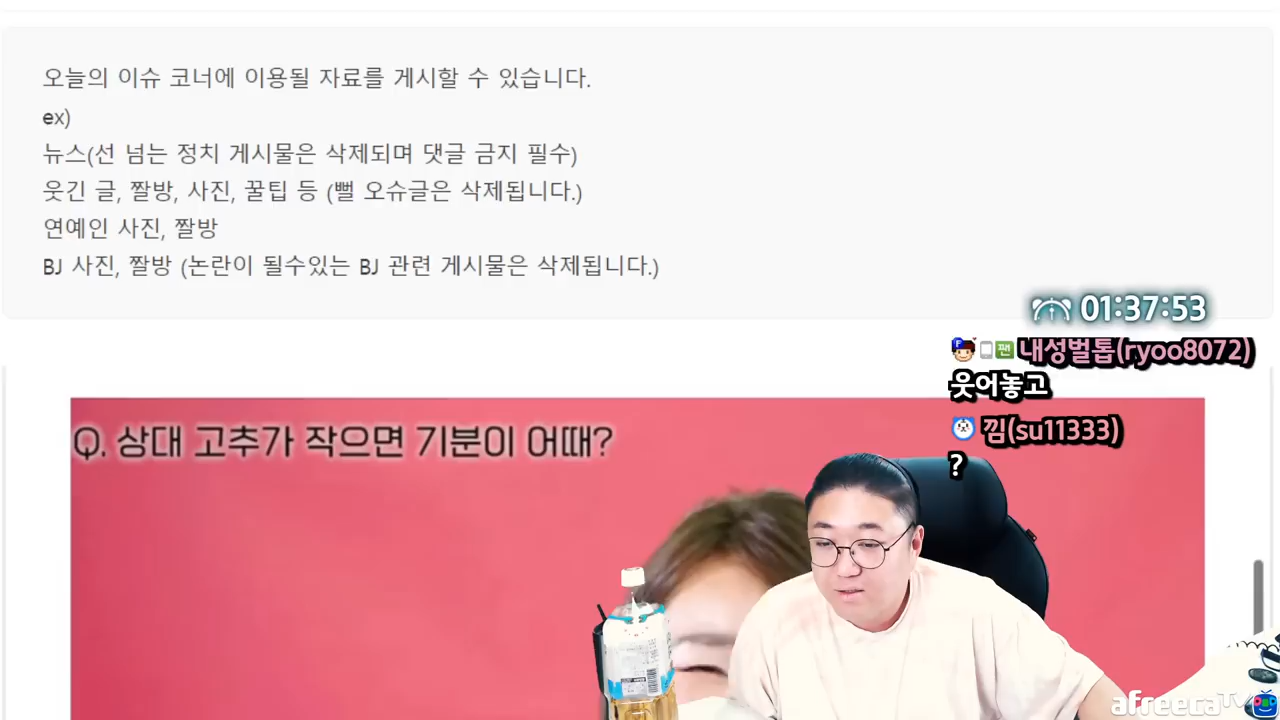 오늘의 이슈 코너에 이용될 자료를 게시할 수 있습니다.
ex)
뉴스(선 넘는 정치 게시물은 삭제되며 댓글 금지 필수)
웃긴 글, 짤방, 사진, 꿀팁 등 (뻘 오슈글은 삭제됩니다.)
연예인 사진, 짤방
BJ 사진, 짤방 (논란이 될수있는 BJ 관련 게시물은 삭제됩니다.)
01:37:53
F 팬 내성벌톱(ryoo8072)
웃어놓고
낌(su11333)
?
Q. 상대 고추가 작으면 기분이 어때?
afreecaTV